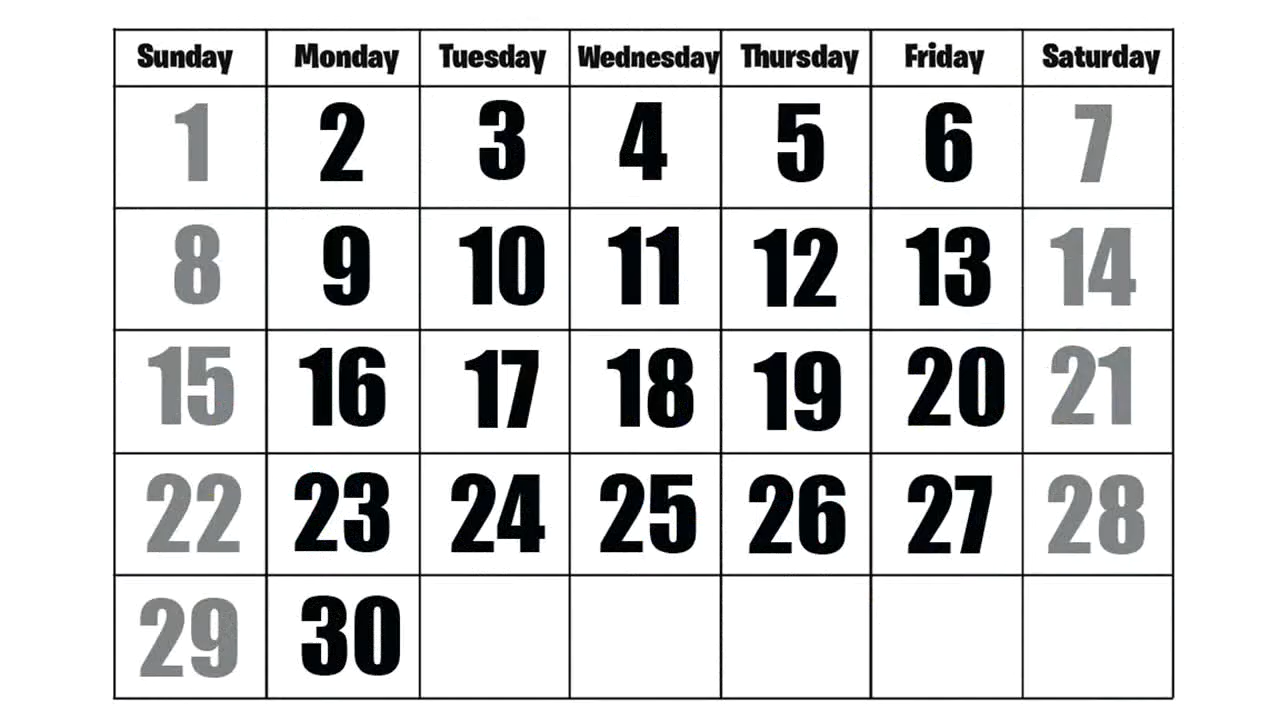 Sunday Monday Tuesday Wednesday Thursday Friday Saturday
1 2 3 4 5 6 7
8 9 10 11 12 13 14
15 16 17 18 19 20 21
22 23 24 25 26 27 28
29 30